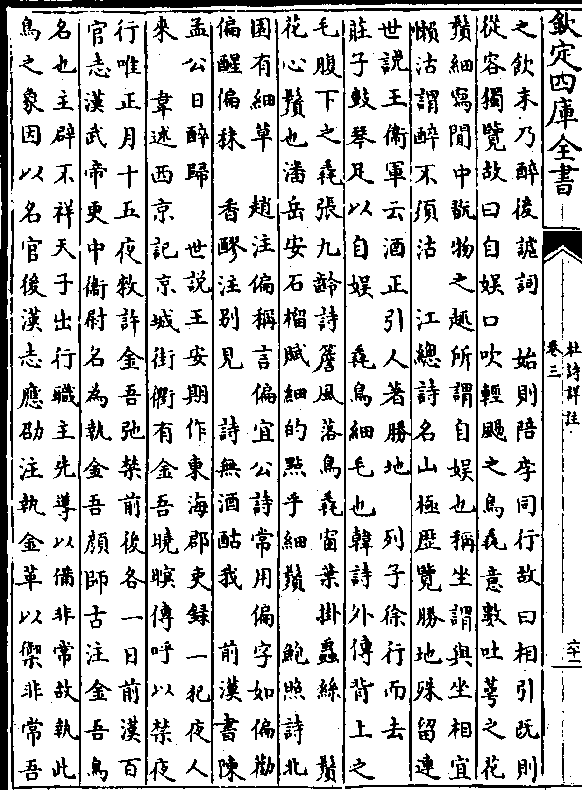 欽定四庫全書
杜詩詳註
卷三
六十一
之飲末乃醉後謔詞 始則陪李同行故曰相引既則
從容獨覽故曰自娛口吹輕颺之鳥毳意數吐萼之花
鬚細寫閒中翫物之趣所謂自娛也稱坐謂與坐相宜
懶沽謂醉不須沽 江總詩名山極歷覽勝地殊留連
世說王衛軍云酒正引人著勝地 列子徐行而去
莊子鼓琴足以自娛 毳鳥細毛也韓詩外傳背上之
毛腹下之毳張九齡詩簷風落鳥毳窗葉掛蟲絲 鬚
花心鬚也潘岳安石榴賦細的點乎細鬚 鮑照詩北
園有細草 趙注偏稱言偏宜公詩常用偏字如偏勸
偏醒偏秣 香醪注別見 詩無酒酤我 前漢書陳
孟公日醉歸 世說王安期作東海郡吏録一犯夜人
來 韋述西京記京城街衢有金吾曉暝傳呼以禁夜
行唯正月十五夜敕許金吾弛禁前後各一日前漢百
官志漢武帝更中衛尉名為執金吾顔師古注金吾鳥
名也主辟不祥天子出行職主先導以備非常故執此
鳥之象因以名官後漢志應劭注執金革以禦非常吾